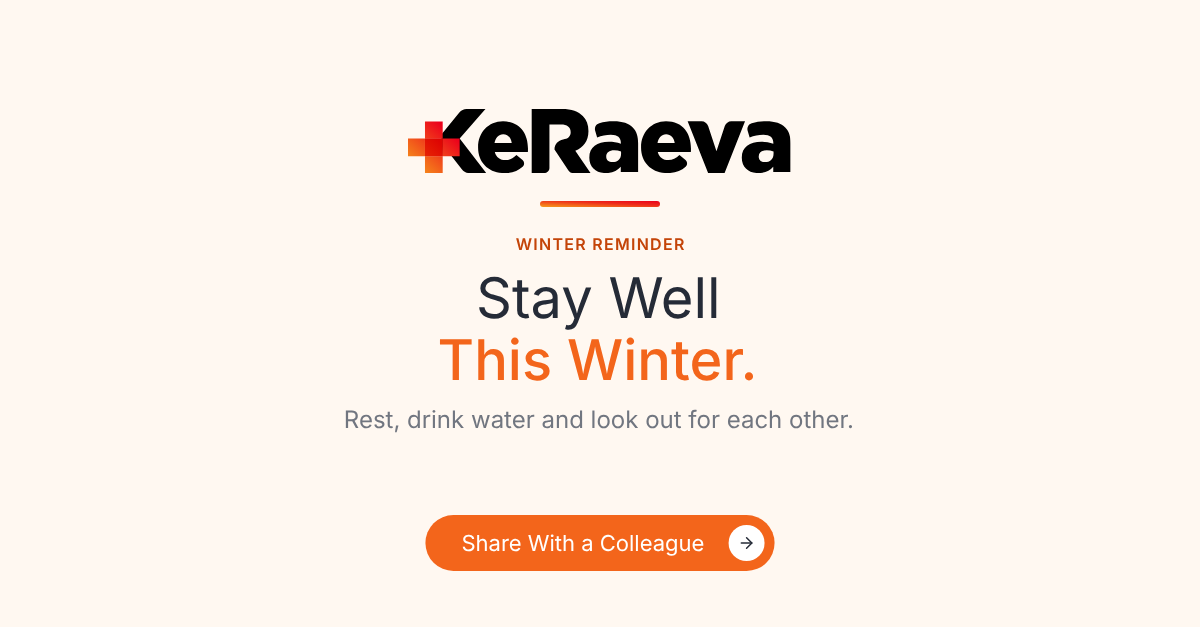 KeRaeva
WINTER REMINDER
Stay Well
This Winter.
Rest, drink water and look out for each other.
Share With a Colleague